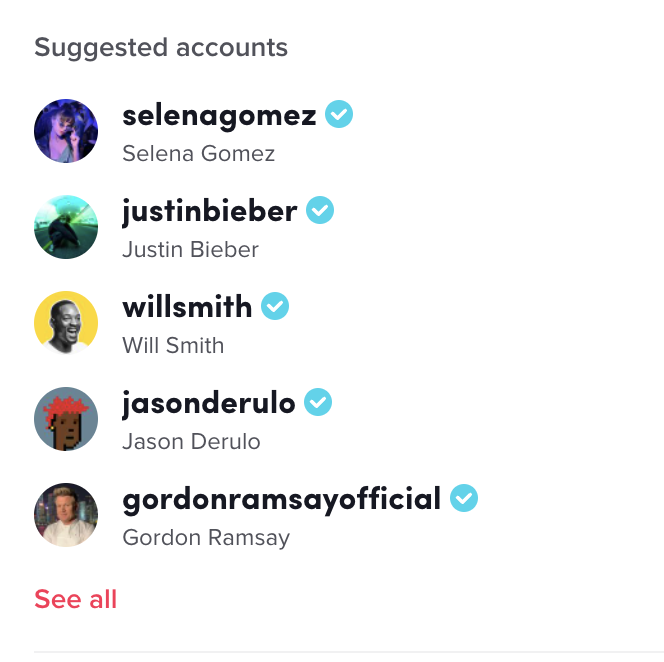 Suggested accounts
selenagomez
Selena Gomez
justinbieber
Justin Bieber
willsmith
Will Smith
jasonderulo
Jason Derulo
gordonramsayofficial
Gordon Ramsay
See all